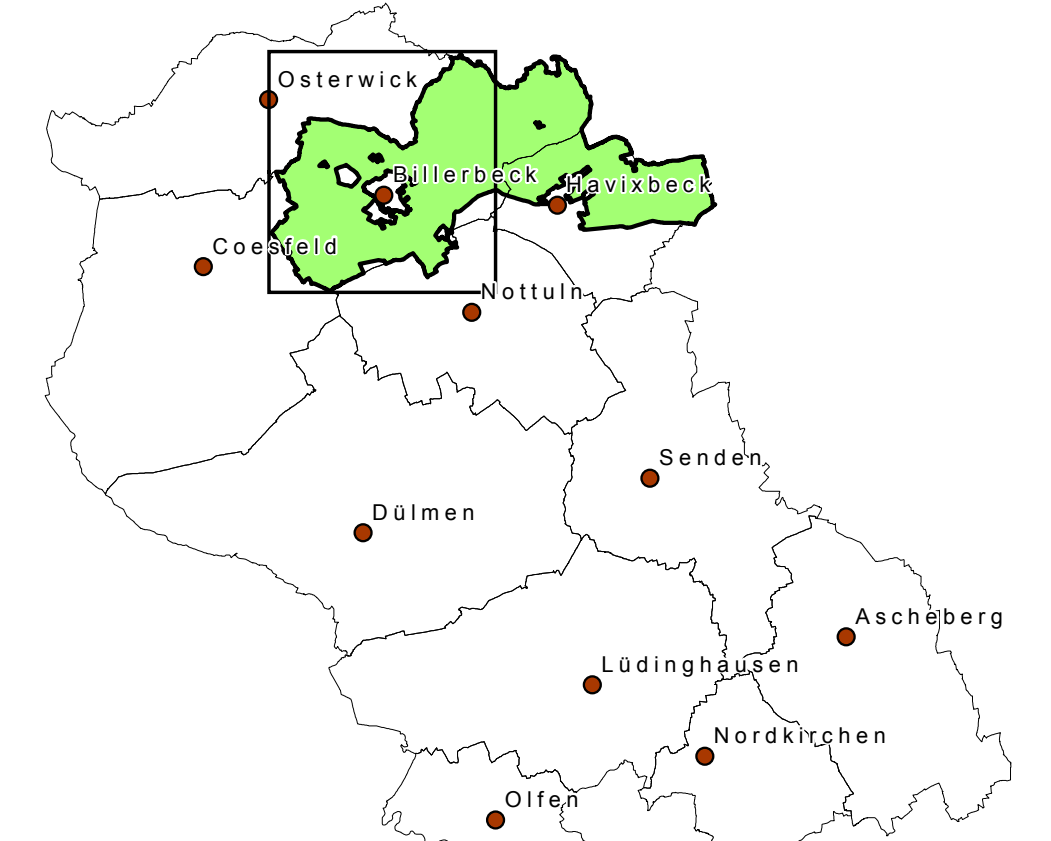 Osterwick
Billerbeck
Havixbeck
Coesfeld
Nottuln
Senden
Dülmen
Ascheberg
Lüdinghausen
Nordkirchen
Olfen